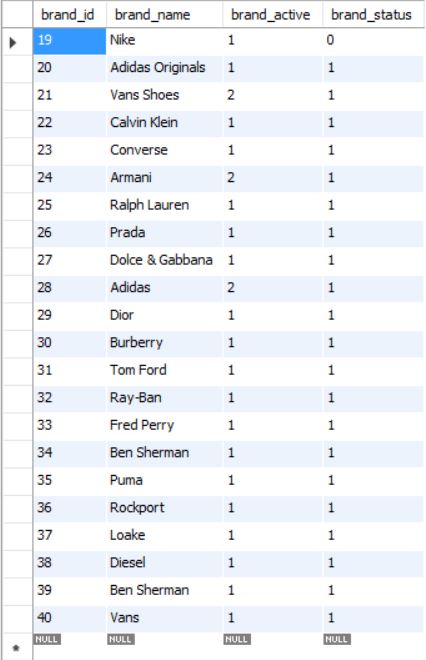 brand_id brand_name brand_active brand_status
19 Nike 1 0
20 Adidas Originals 1 1
21 Vans Shoes 2 1
22 Calvin Klein 1 1
23 Converse 1 1
24 Armani 2 1
25 Ralph Lauren 1 1
26 Prada 1 1
27 Dolce & Gabbana 1 1
28 Adidas 2 1
29 Dior 1 1
30 Burberry 1 1
31 Tom Ford 1 1
32 Ray-Ban 1 1
33 Fred Perry 1 1
34 Ben Sherman 1 1
35 Puma 1 1
36 Rockport 1 1
37 Loake 1 1
38 Diesel 1 1
39 Ben Sherman 1 1
40 Vans 1 1
NULL NULL NULL NULL